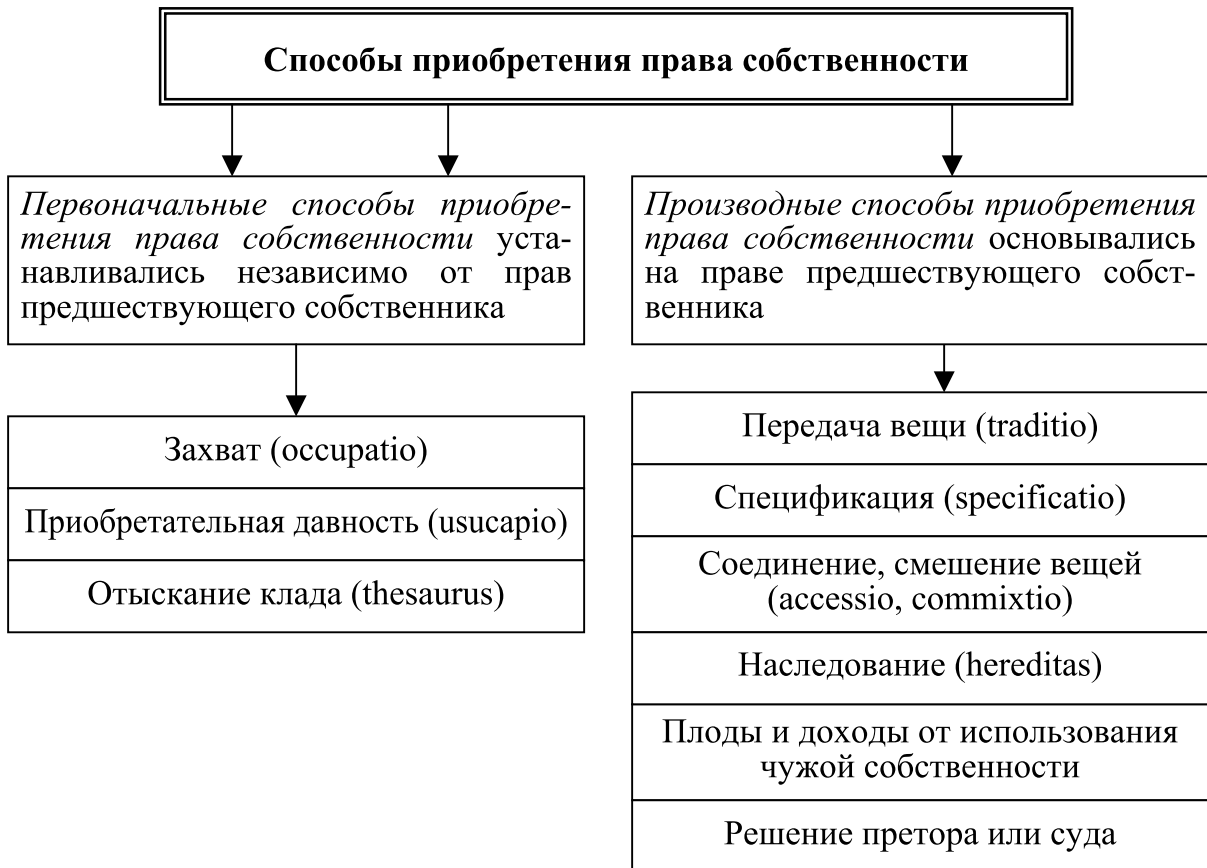 Способы приобретения права собственности
Первоначальные способы приобре-
тения права собственности уста-
навливались независимо от прав
предшествующего собственника
Захват (occupatio)
Приобретательная давность (usucapio)
Отыскание клада (thesaurus)
Производные способы приобретения
права собственности основывались
на праве предшествующего собст-
венника
Передача вещи (traditio)
Спецификация (specificatio)
Соединение, смешение вещей
(accessio, commixtio)
Наследование (hereditas)
Плоды и доходы от использования
чужой собственности
Решение претора или суда